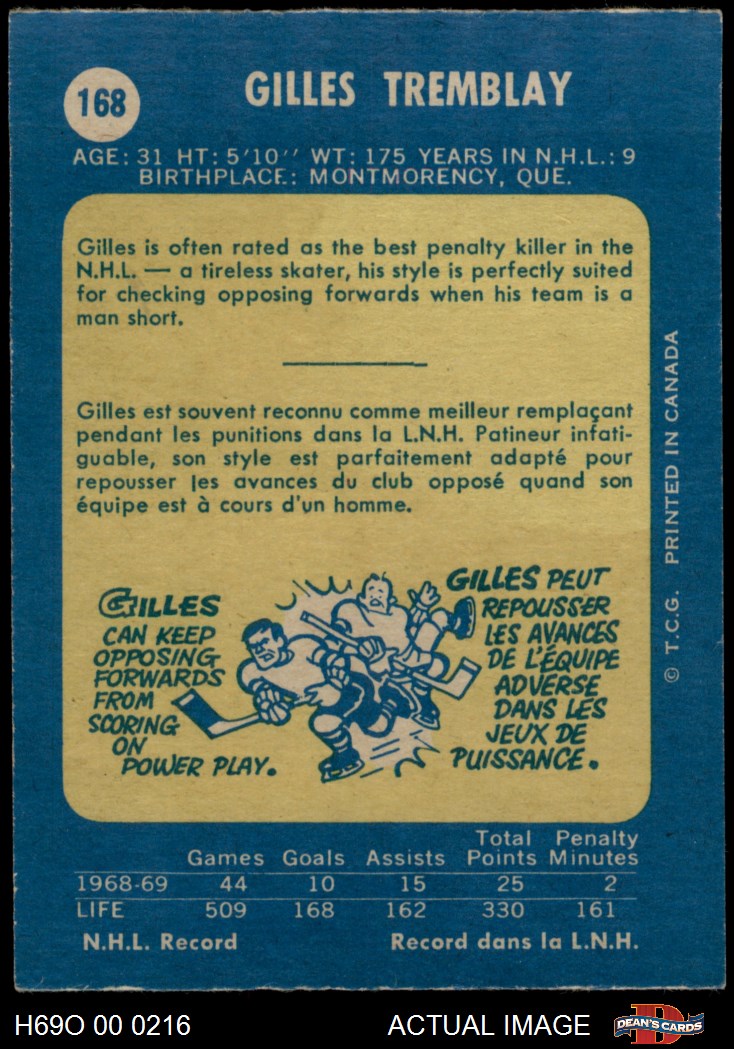 168
GILLES TREMBLAY
AGE: 31 HT: 5'10'' WT: 175 YEARS IN N.H.L.: 9
BIRTHPLACE: MONTMORENCY, QUE.
Gilles is often rated as the best penalty killer in the
N.H.L. — a tireless skater, his style is perfectly suited
for checking opposing forwards when his team is a
man short.
Gilles est souvent reconnu comme meilleur remplaçant
pendant les punitions dans la L.N.H. Patineur infati-
guable, son style est parfaitement adapté pour
repousser les avances du club opposé quand son
équipe est à cours d'un homme.
GILLES
CAN KEEP
OPPOSING
FORWARDS
FROM
SCORING
ON
POWER PLAY.
GILLES PEUT
REPOUSSER
LES AVANCES
DE L'ÉQUIPE
ADVERSE
DANS LES
JEUX DE
PUISSANCE.
© T.C.G. PRINTED IN CANADA
Total Penalty
Games Goals Assists Points Minutes
1968-69 44 10 15 25 2
LIFE 509 168 162 330 161
N.H.L. Record Record dans la L.N.H.
H69O 00 0216 ACTUAL IMAGE DEAN'S CARDS